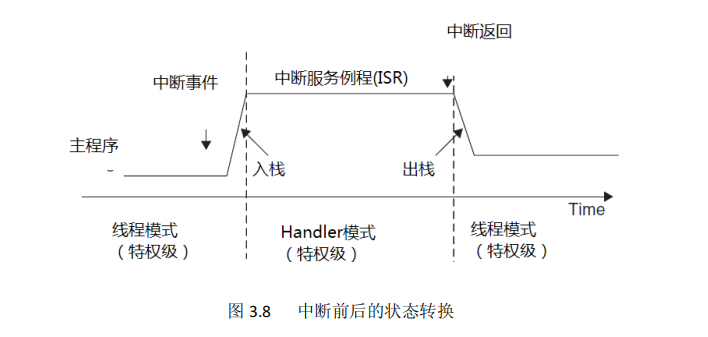 中断返回
中断事件
中断服务例程(ISR)
主程序
入栈
出栈
Time
线程模式
（特权级）
Handler模式
（特权级）
线程模式
（特权级）
图 3.8 中断前后的状态转换